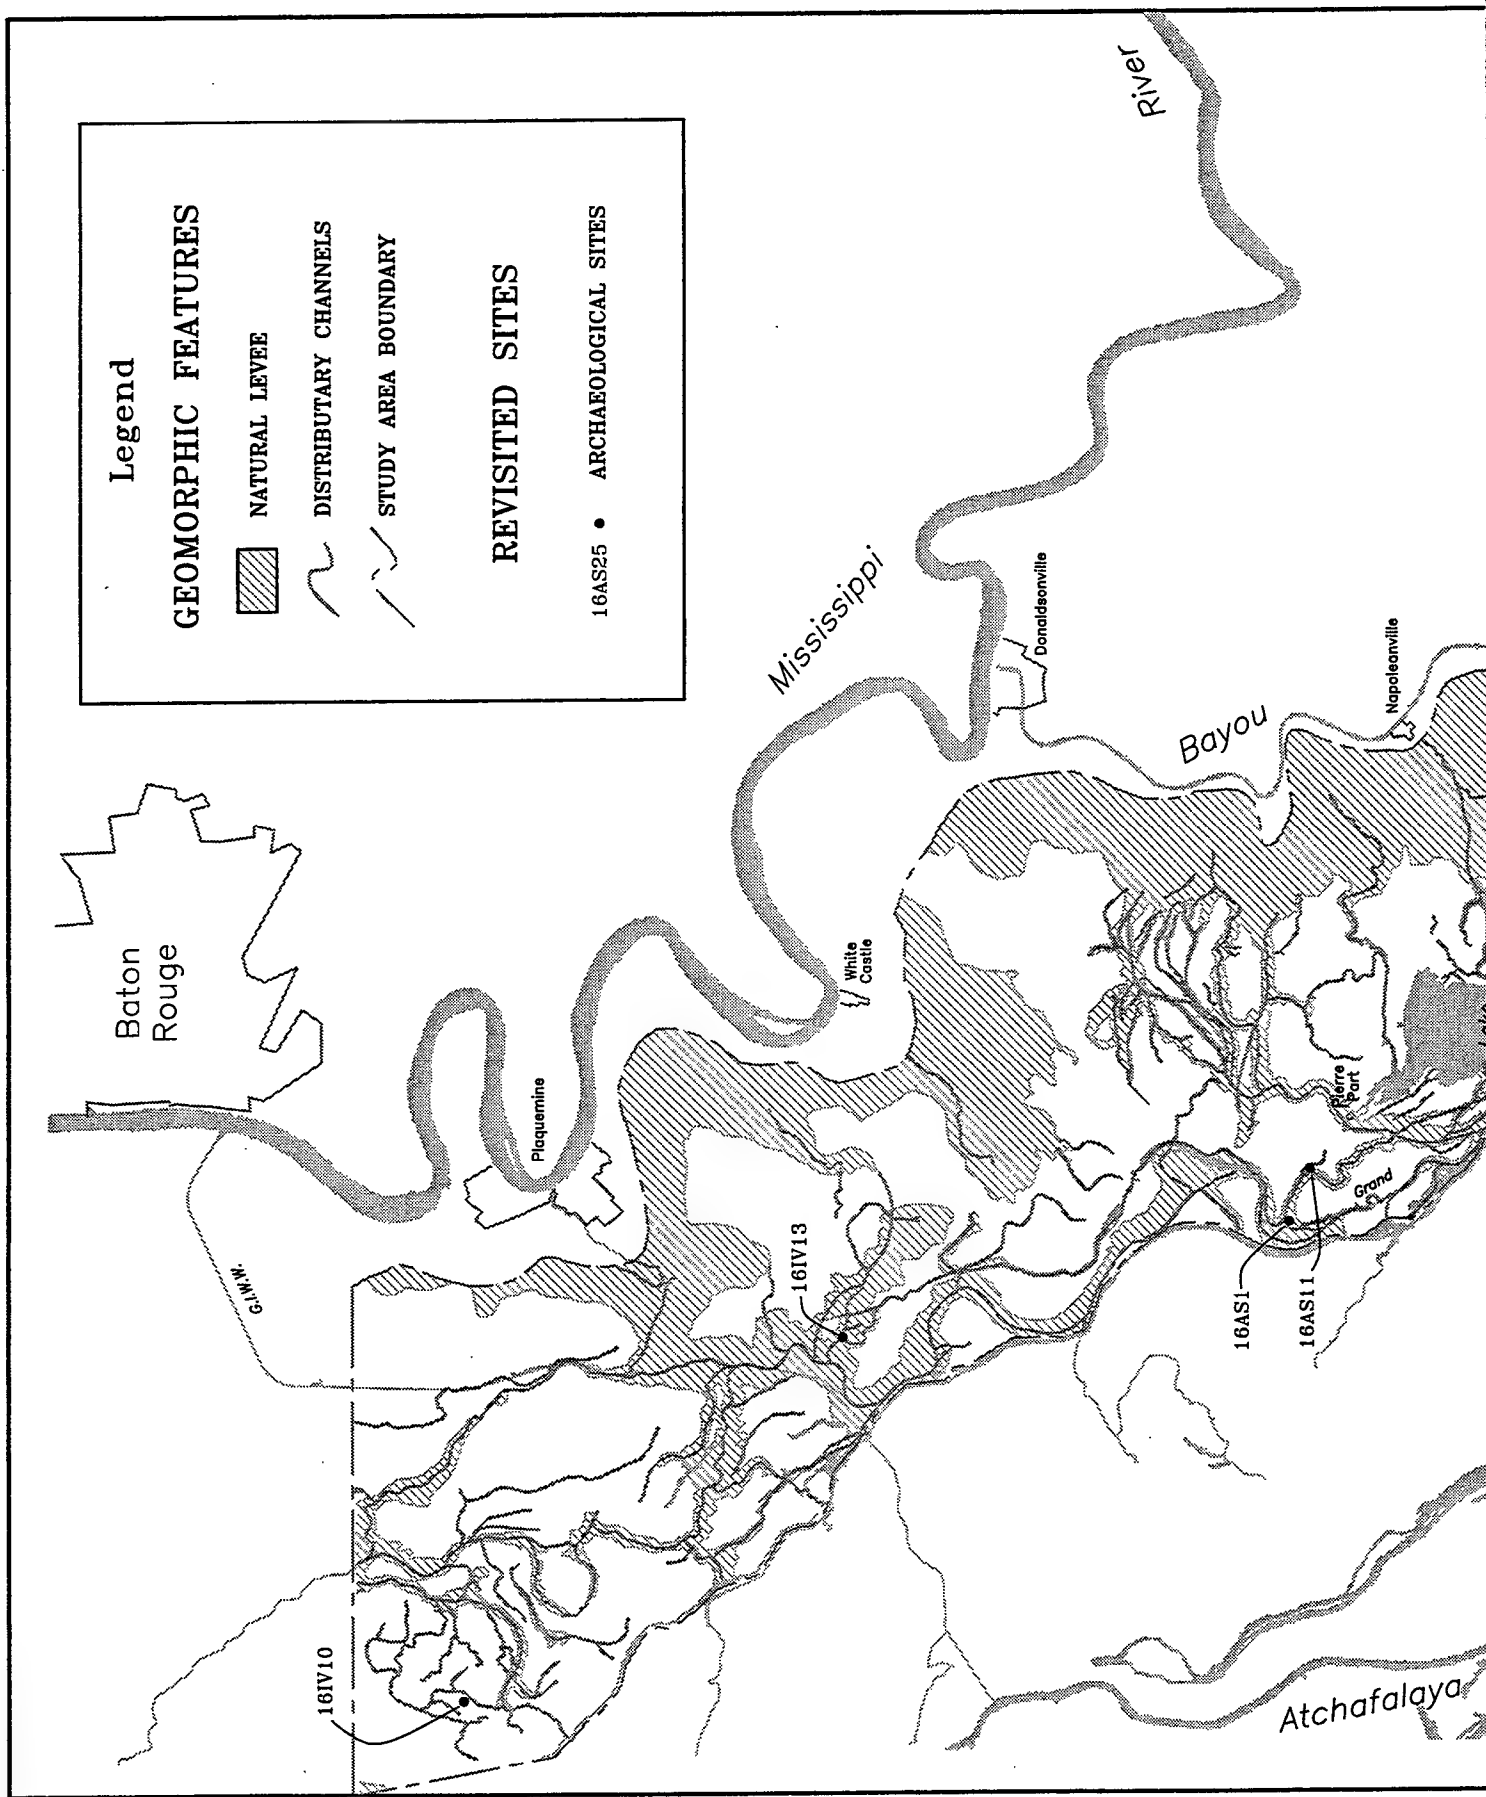 Legend
GEOMORPHIC FEATURES
NATURAL LEVEE
DISTRIBUTARY CHANNELS
STUDY AREA BOUNDARY
REVISITED SITES
16AS25 • ARCHAEOLOGICAL SITES
Baton
Rouge
G.I.W.W.
Plaquemine
White
Castle
Mississippi
River
Donaldsonville
Bayou
Napoleanville
Pierre
Part
Grand
16IV10
16IV13
16AS1
16AS11
Atchafalaya